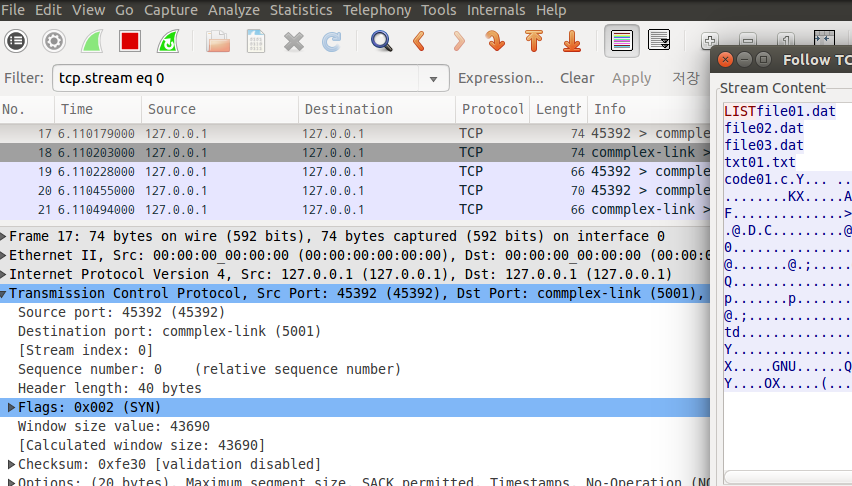 File Edit View Go Capture Analyze Statistics Telephony Tools Internals Help
Filter: tcp.stream eq 0 Expression... Clear Apply 저장
No. Time Source Destination Protocol Length Info
17 6.110179000 127.0.0.1 127.0.0.1 TCP 74 45392 > commple
18 6.110203000 127.0.0.1 127.0.0.1 TCP 74 commplex-link >
19 6.110228000 127.0.0.1 127.0.0.1 TCP 66 45392 > commple
20 6.110455000 127.0.0.1 127.0.0.1 TCP 70 45392 > commple
21 6.110494000 127.0.0.1 127.0.0.1 TCP 66 commplex-link >
Frame 17: 74 bytes on wire (592 bits), 74 bytes captured (592 bits) on interface 0
Ethernet II, Src: 00:00:00_00:00:00 (00:00:00:00:00:00), Dst: 00:00:00_00:00:00 (00:0
Internet Protocol Version 4, Src: 127.0.0.1 (127.0.0.1), Dst: 127.0.0.1 (127.0.0.1)
Transmission Control Protocol, Src Port: 45392 (45392), Dst Port: commplex-link (5001),
Source port: 45392 (45392)
Destination port: commplex-link (5001)
[Stream index: 0]
Sequence number: 0 (relative sequence number)
Header length: 40 bytes
Flags: 0x002 (SYN)
Window size value: 43690
[Calculated window size: 43690]
Checksum: 0xfe30 [validation disabled]
Options: (20 bytes), Maximum segment size, SACK permitted, Timestamps, No-Operation (NO
Follow TC
Stream Content
LISTfile01.dat
file02.dat
file03.dat
txt01.txt
code01.c.Y... ..
........KX.....A
F.............>
.@.D.C.........@
0...............
@.......@.;.....
Q...............
p.......p.......
@.;.............
td..............
Y...............
X.....GNU......Q
Y....OX.....(...